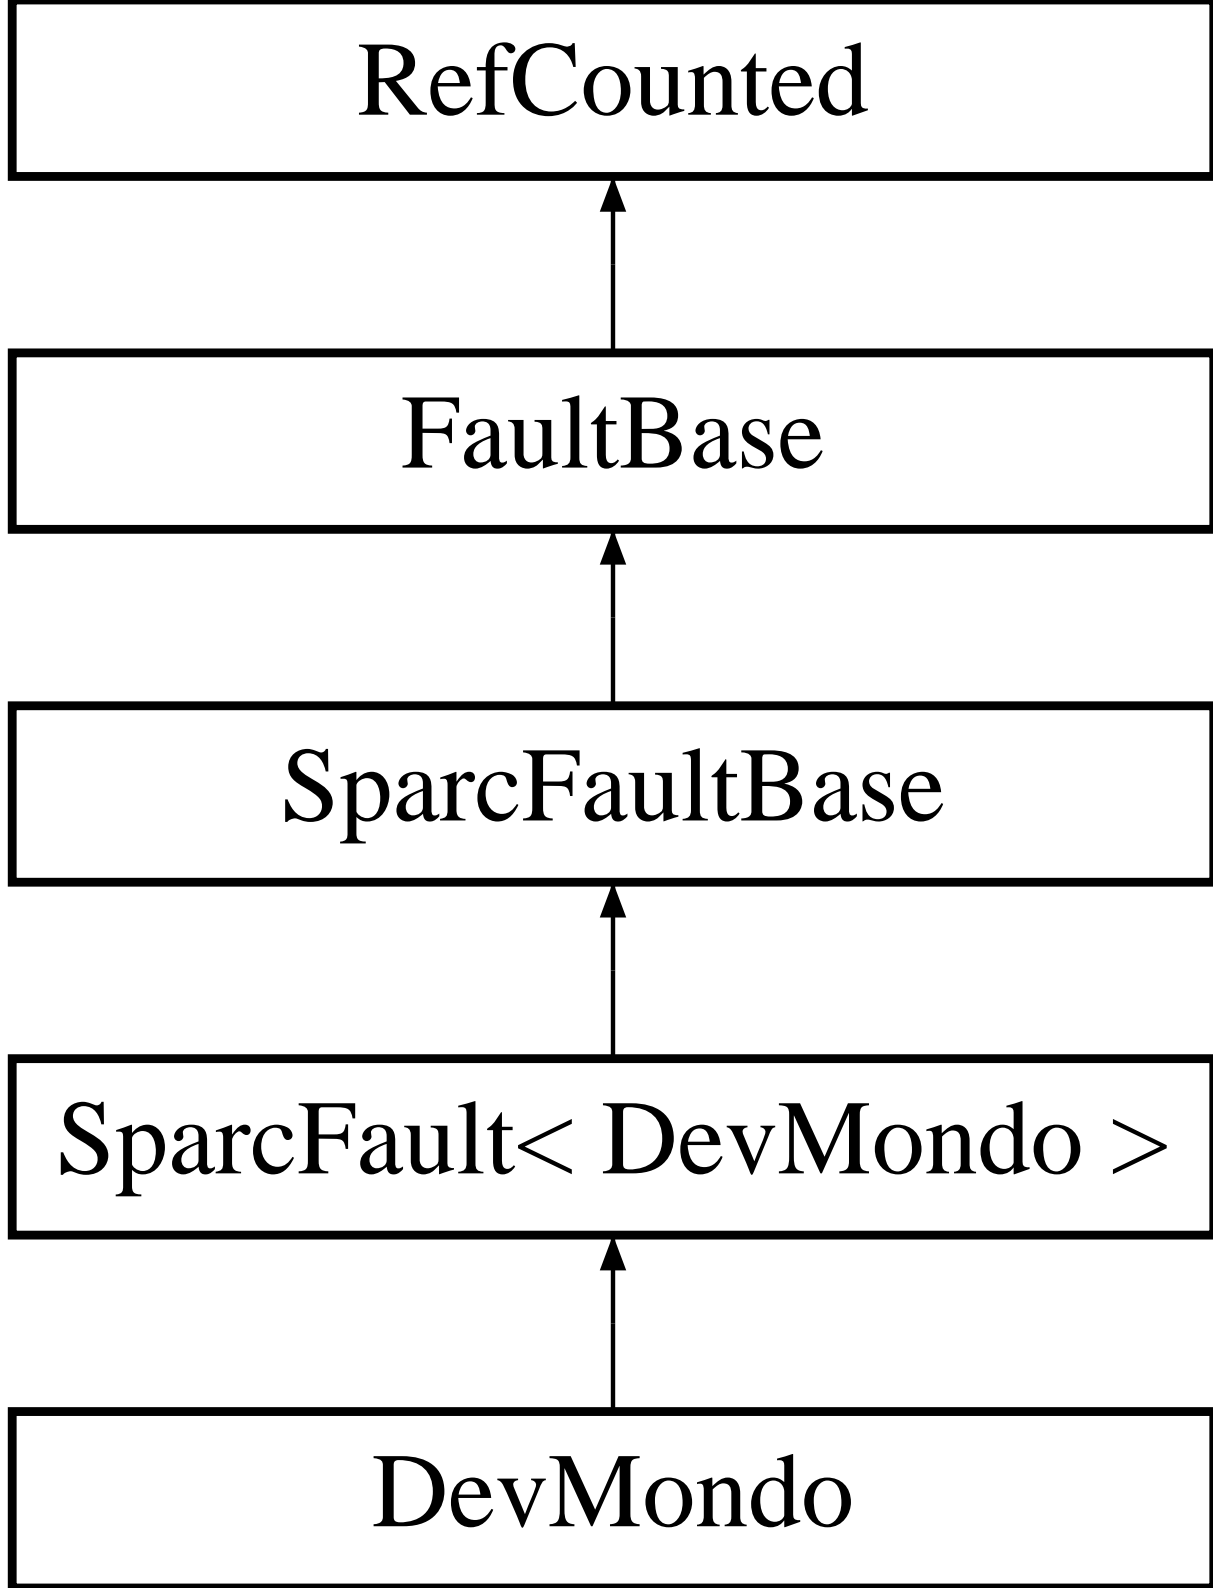 RefCounted
FaultBase
SparcFaultBase
SparcFault< DevMondo >
DevMondo